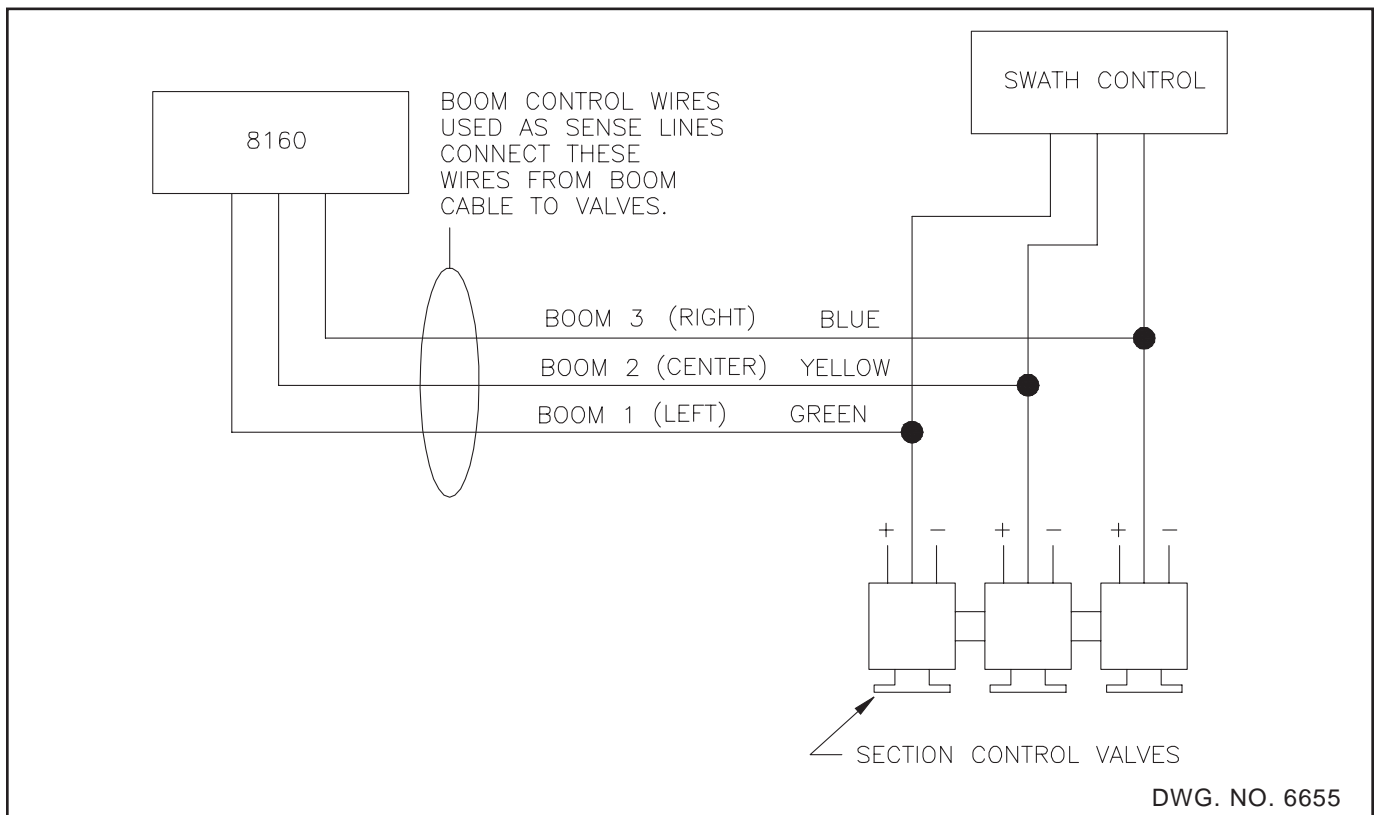 SWATH CONTROL
8160
BOOM CONTROL WIRES
USED AS SENSE LINES
CONNECT THESE
WIRES FROM BOOM
CABLE TO VALVES.
BOOM 3 (RIGHT) BLUE
BOOM 2 (CENTER) YELLOW
BOOM 1 (LEFT) GREEN
+ − + − + −
SECTION CONTROL VALVES
DWG. NO. 6655